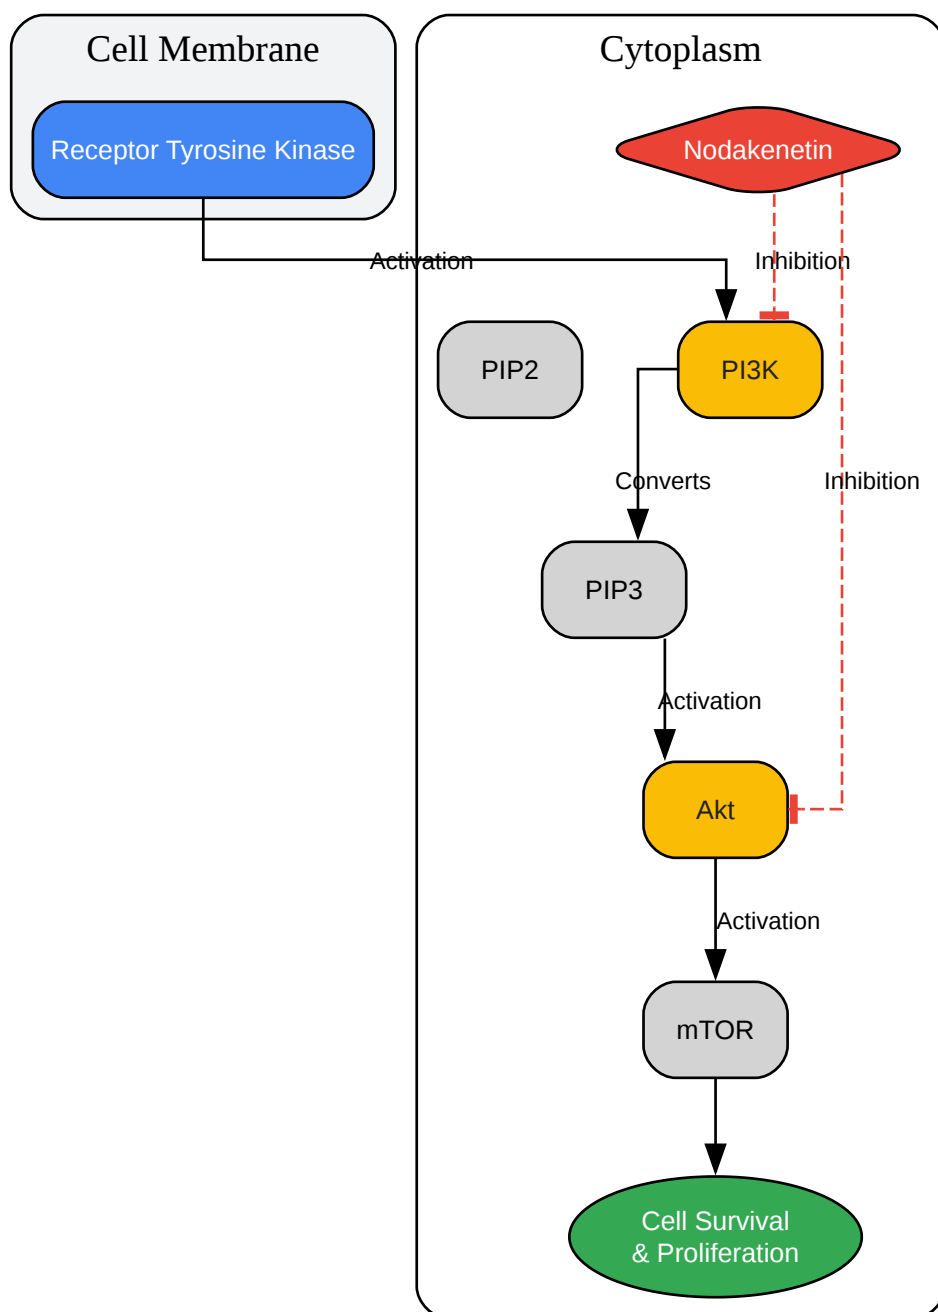 Cell Membrane
Cytoplasm
Receptor Tyrosine Kinase
Nodakenetin
Activation
Inhibition
PIP2
PI3K
Converts
Inhibition
PIP3
Activation
Akt
Activation
mTOR
Cell Survival
& Proliferation